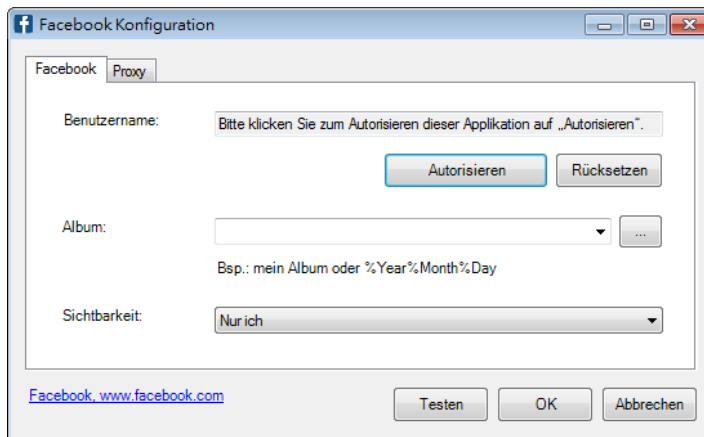 Facebook Konfiguration
Facebook Proxy
Benutzername: Bitte klicken Sie zum Autorisieren dieser Applikation auf „Autorisieren“.
Autorisieren Rücksetzen
Album: ...
Bsp.: mein Album oder %Year%Month%Day
Sichtbarkeit: Nur ich
Facebook, www.facebook.com Testen OK Abbrechen